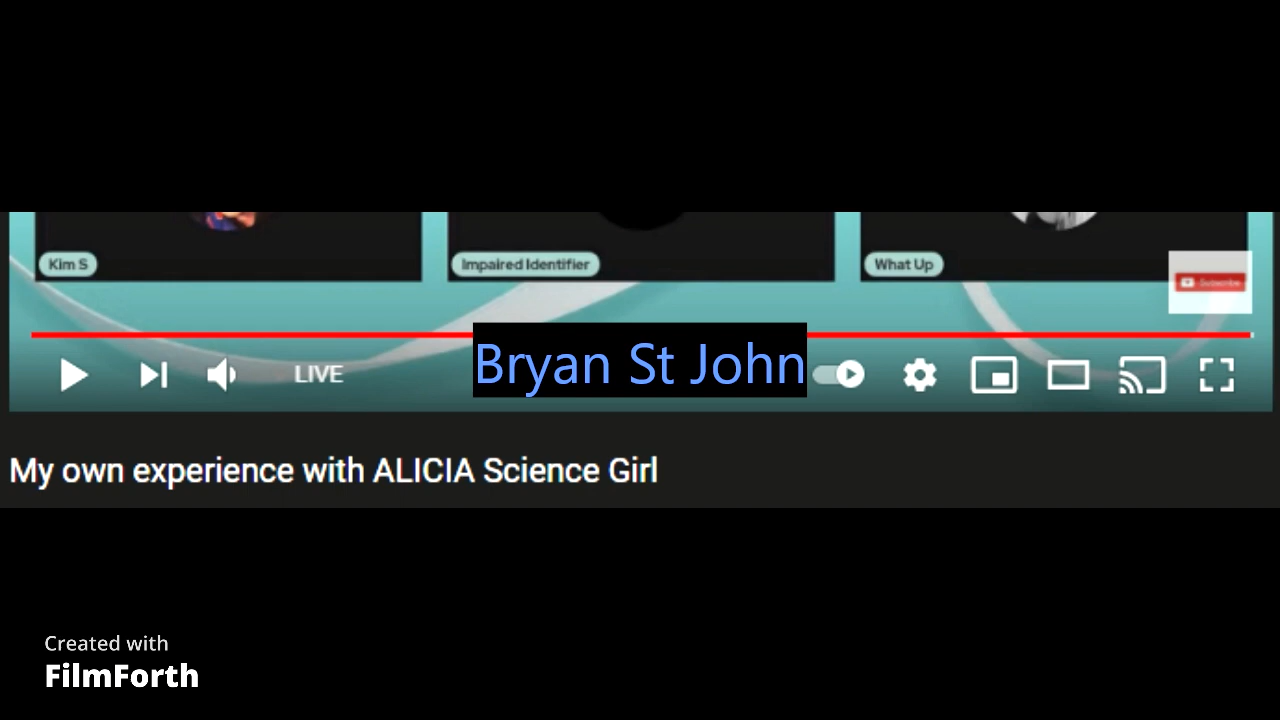 Kim S
Impaired Identifier
What Up
Subscribe
LIVE
Bryan St John
My own experience with ALICIA Science Girl
Created with
FilmForth